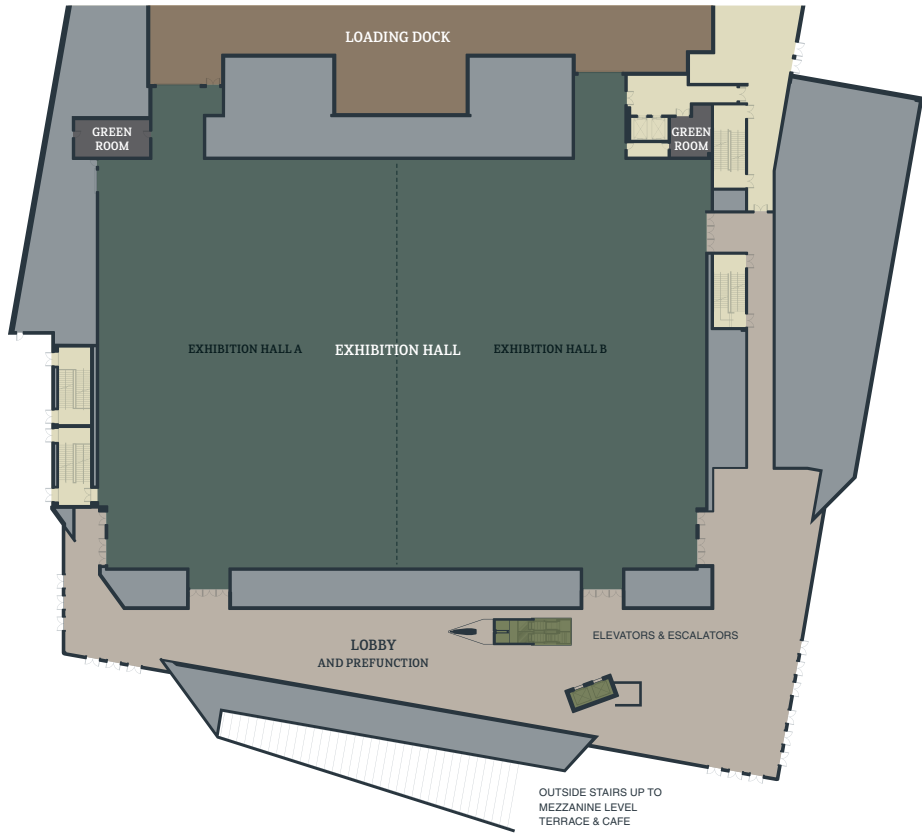 LOADING DOCK
GREEN
ROOM
GREEN
ROOM
EXHIBITION HALL A
EXHIBITION HALL
EXHIBITION HALL B
LOBBY
AND PREFUNCTION
ELEVATORS & ESCALATORS
OUTSIDE STAIRS UP TO
MEZZANINE LEVEL
TERRACE & CAFE